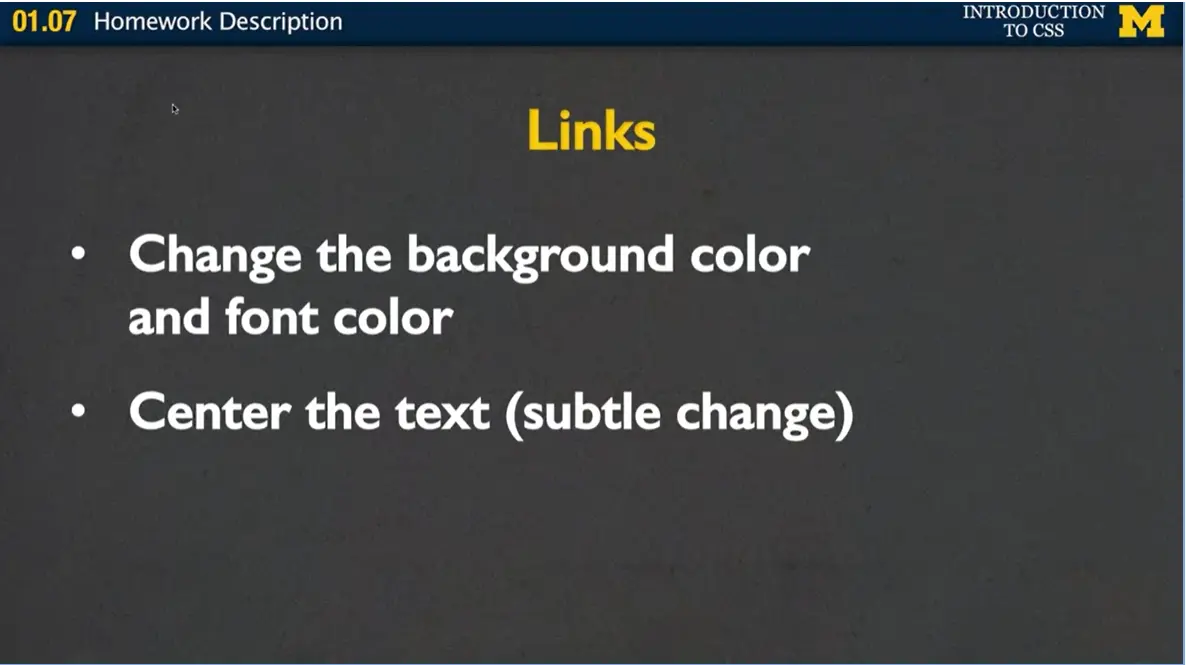 01.07 Homework Description
INTRODUCTION
TO CSS
M
Links
• Change the background color
and font color
• Center the text (subtle change)